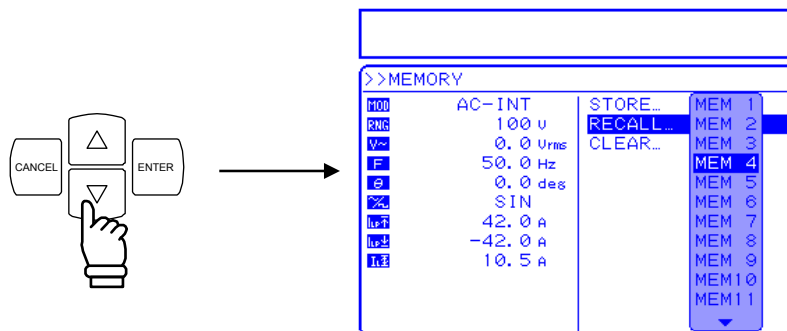 CANCEL
ENTER
>>MEMORY
MOD AC-INT
RNG 100 V
V~ 0.0 Vrms
F 50.0 Hz
θ 0.0 deg
SIN
42.0 A
-42.0 A
10.5 A
STORE…
RECALL…
CLEAR…
MEM 1
MEM 2
MEM 3
MEM 4
MEM 5
MEM 6
MEM 7
MEM 8
MEM 9
MEM10
MEM11